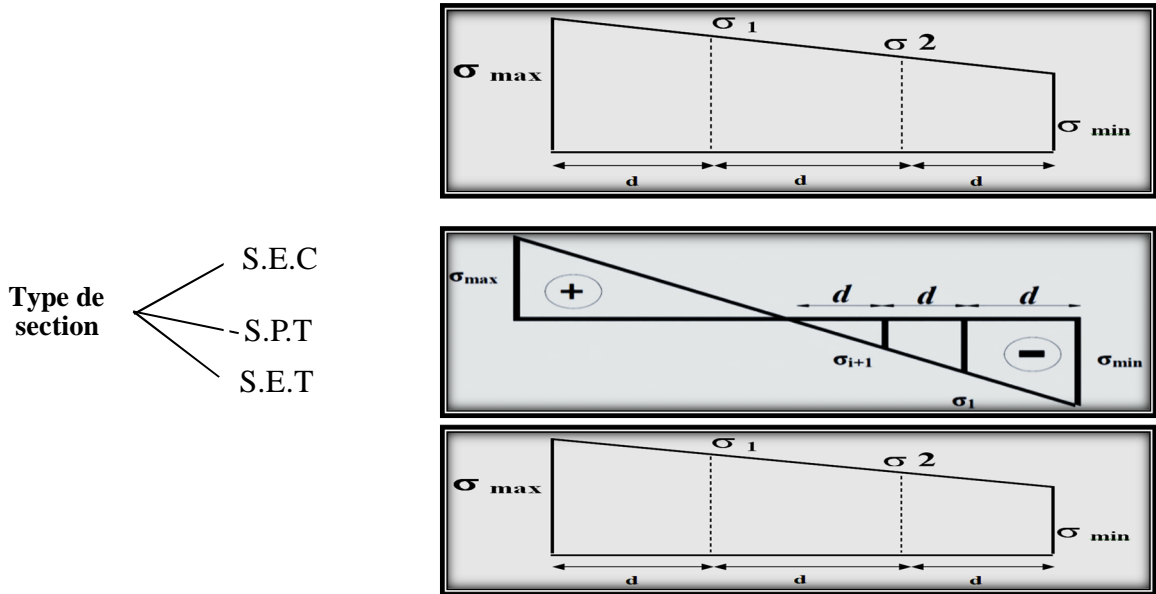 σ 1
σ 2
σ max
σ min
d d d
Type de
section
S.E.C
S.P.T
S.E.T
σmax
+
d d d
σi+1
−
σmin
σ1
σ 1
σ 2
σ max
σ min
d d d